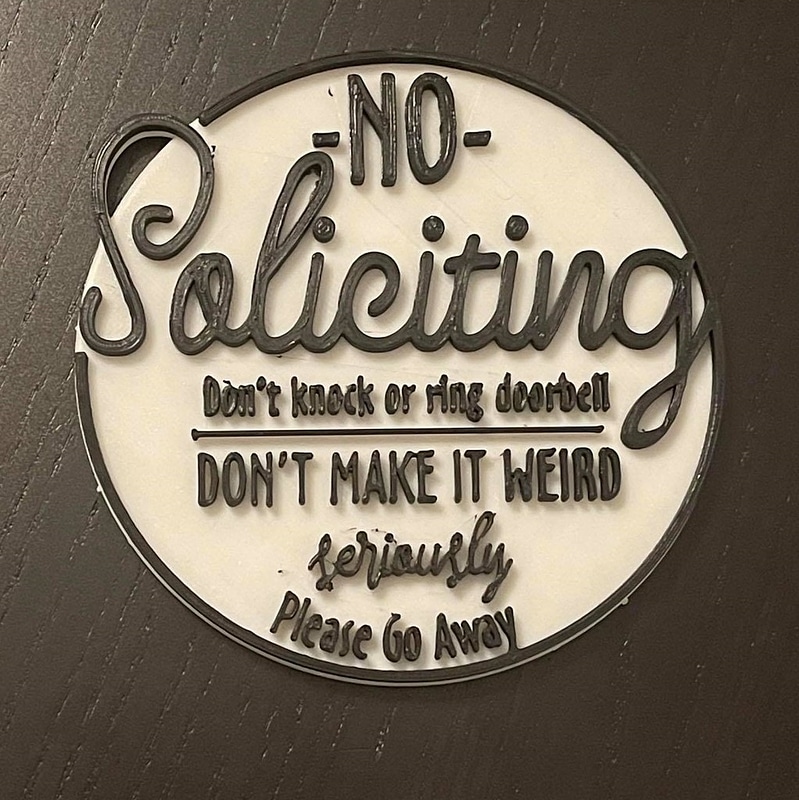 -NO-
Soliciting
Don't knock or ring doorbell
DON'T MAKE IT WEIRD
seriously
Please Go Away